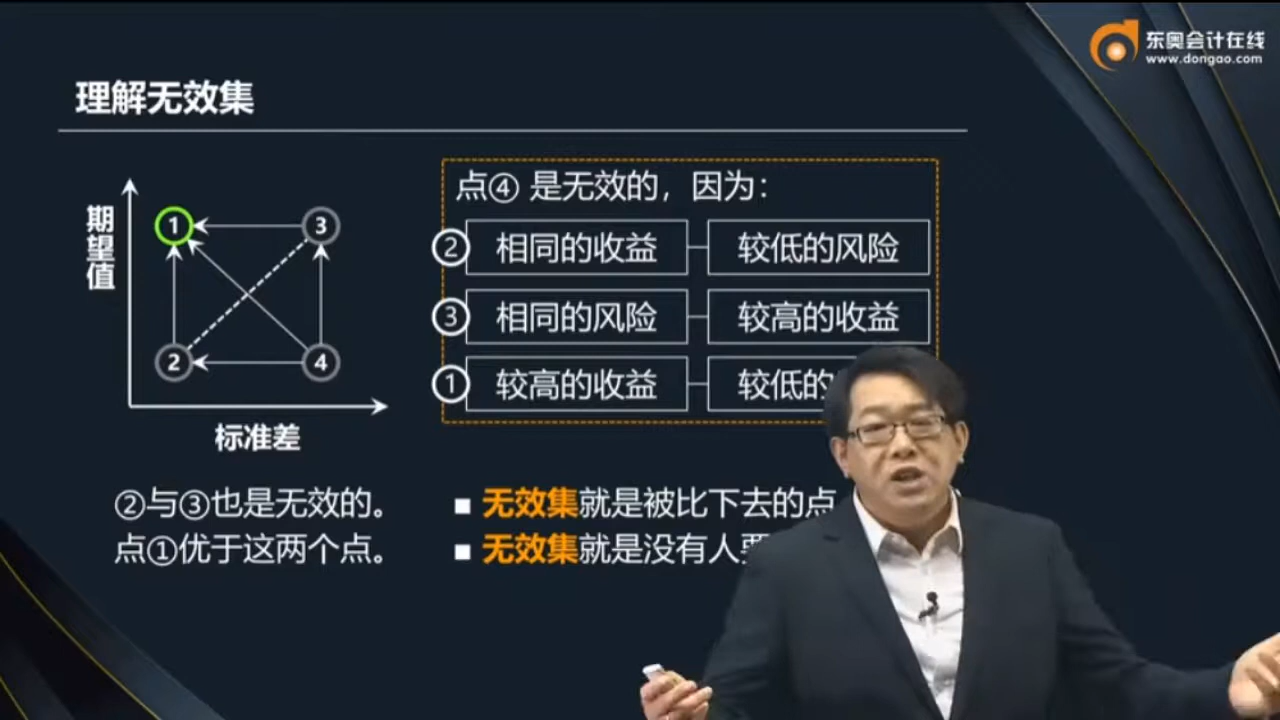 东奥会计在线
www.dongao.com
理解无效集
期望值
①
③
②
④
标准差
点④ 是无效的，因为：
② 相同的收益 较低的风险
③ 相同的风险 较高的收益
① 较高的收益 较低的
②与③也是无效的。
点①优于这两个点。
■ 无效集就是被比下去的点
■ 无效集就是没有人